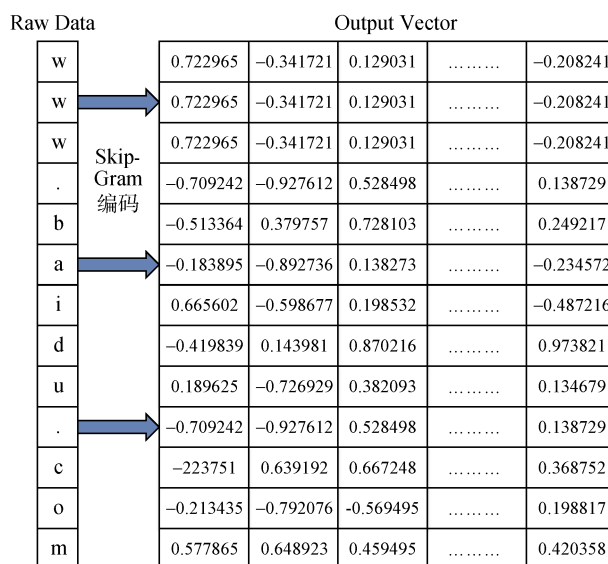 Raw Data Output Vector
w 0.722965 –0.341721 0.129031 ……… –0.208241
w 0.722965 –0.341721 0.129031 ……… –0.208241
w 0.722965 –0.341721 0.129031 ……… –0.208241
Skip-
Gram
编码
. –0.709242 –0.927612 0.528498 ……… 0.138729
b –0.513364 0.379757 0.728103 ……… 0.249217
a –0.183895 –0.892736 0.138273 ……… –0.234572
i 0.665602 –0.598677 0.198532 ……… –0.487216
d –0.419839 0.143981 0.870216 ……… 0.973821
u 0.189625 –0.726929 0.382093 ……… 0.134679
. –0.709242 –0.927612 0.528498 ……… 0.138729
c –223751 0.639192 0.667248 ……… 0.368752
o –0.213435 –0.792076 -0.569495 ……… 0.198817
m 0.577865 0.648923 0.459495 ……… 0.420358